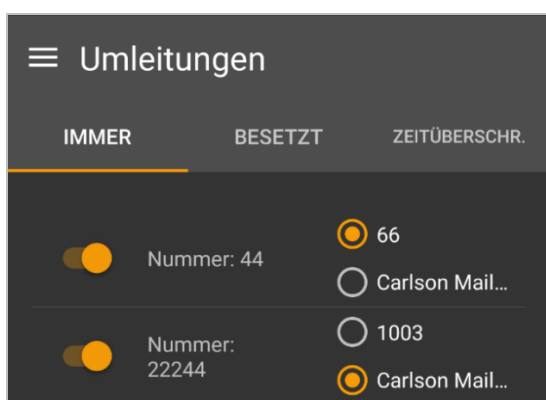 Umleitungen
IMMER BESETZT ZEITÜBERSCHR.
66
Nummer: 44
Carlson Mail...
1003
Nummer:
22244
Carlson Mail...